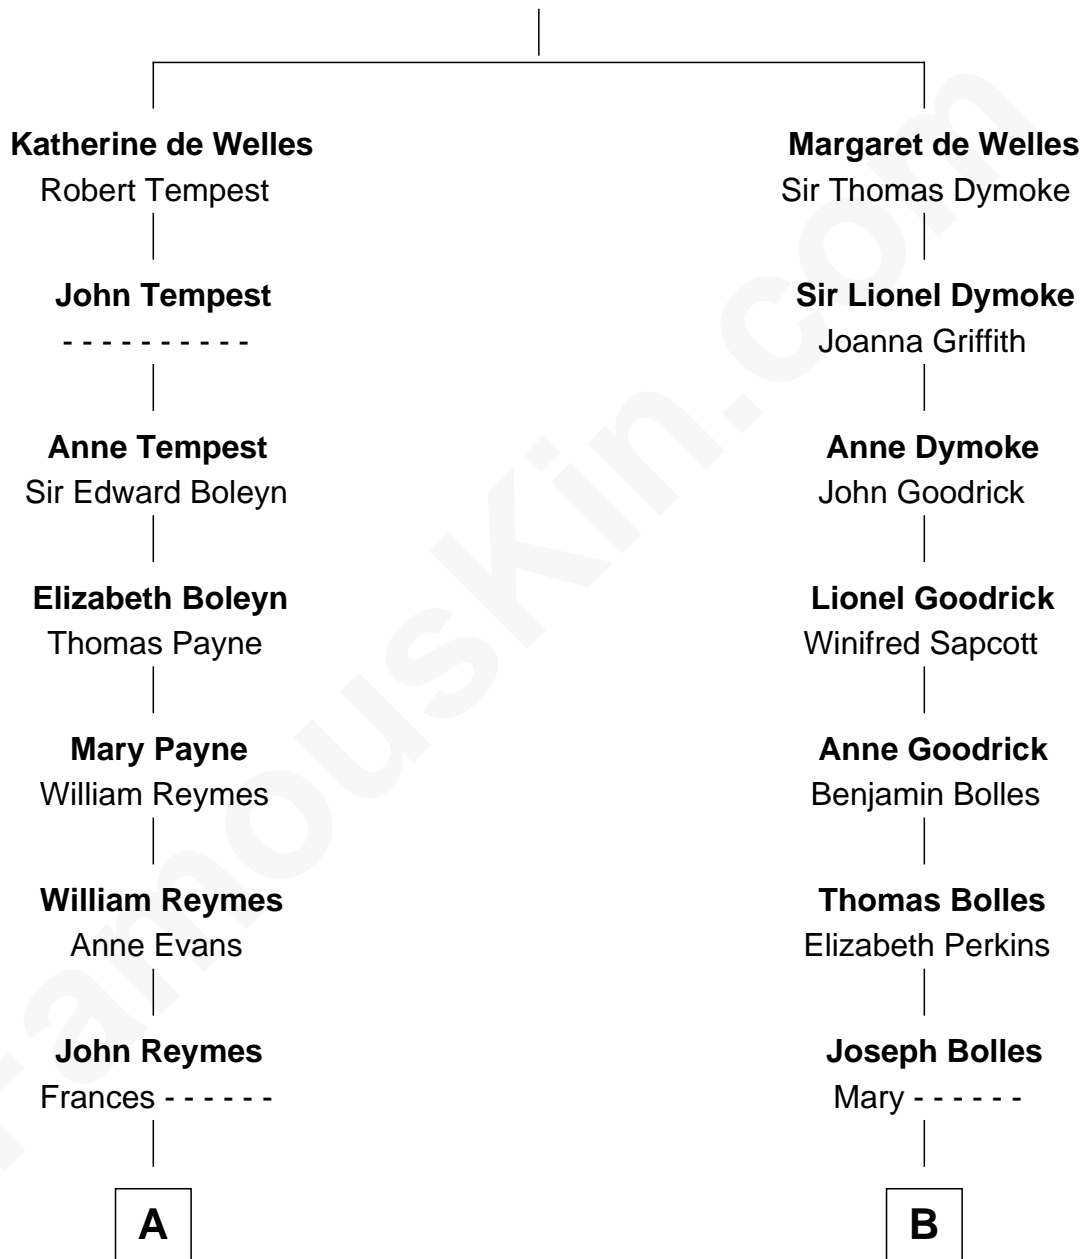 Katherine de Welles
Robert Tempest
John Tempest
- - - - - - - - - -
Anne Tempest
Sir Edward Boleyn
Elizabeth Boleyn
Thomas Payne
Mary Payne
William Reymes
William Reymes
Anne Evans
John Reymes
Frances - - - - - -
A
Margaret de Welles
Sir Thomas Dymoke
Sir Lionel Dymoke
Joanna Griffith
Anne Dymoke
John Goodrick
Lionel Goodrick
Winifred Sapcott
Anne Goodrick
Benjamin Bolles
Thomas Bolles
Elizabeth Perkins
Joseph Bolles
Mary - - - - - -
B
FamousKin.com